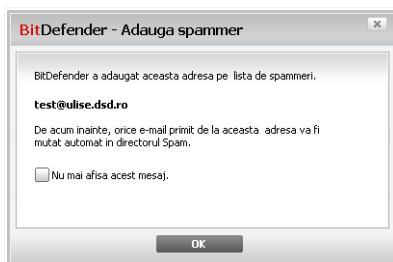 BitDefender - Adauga spammer
BitDefender a adaugat aceasta adresa pe lista de spammeri.
test@ulise.dsd.ro
De acum inainte, orice e-mail primit de la aceasta adresa va fi
mutat automat in directorul Spam.
Nu mai afisa acest mesaj.
OK